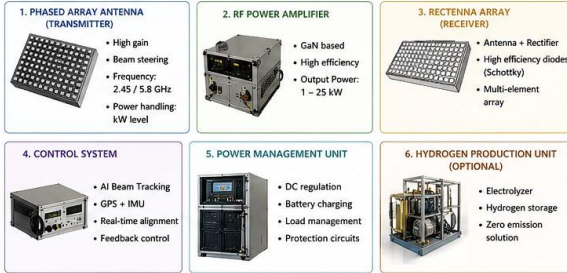 1. PHASED ARRAY ANTENNA
(TRANSMITTER)
• High gain
• Beam steering
• Frequency:
2.45 / 5.8 GHz
• Power handling:
kW level
2. RF POWER AMPLIFIER
• GaN based
• High efficiency
• Output Power:
1 – 25 kW
3. RECTENNA ARRAY
(RECEIVER)
• Antenna + Rectifier
• High efficiency diodes
(Schottky)
• Multi-element
array
4. CONTROL SYSTEM
• AI Beam Tracking
• GPS + IMU
• Real-time alignment
• Feedback control
5. POWER MANAGEMENT UNIT
• DC regulation
• Battery charging
• Load management
• Protection circuits
6. HYDROGEN PRODUCTION UNIT
(OPTIONAL)
• Electrolyzer
• Hydrogen storage
• Zero emission
solution